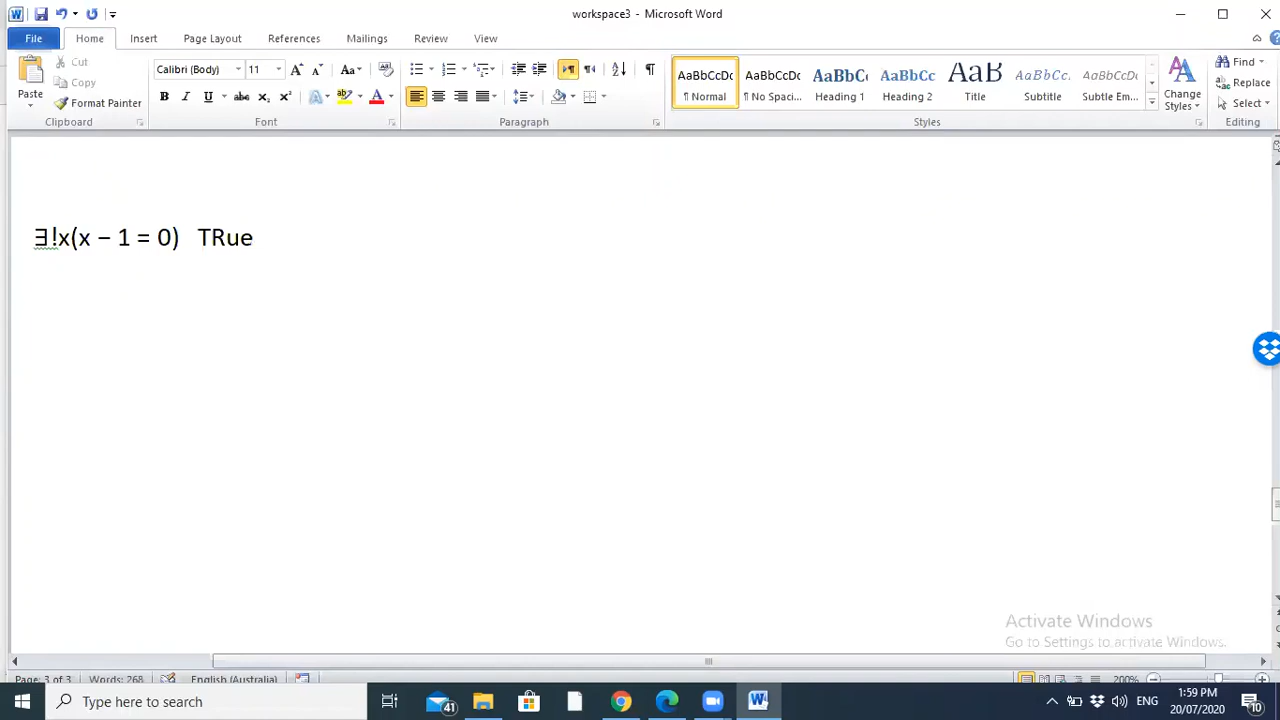 workspace3 - Microsoft Word
File Home Insert Page Layout References Mailings Review View
Cut
Copy
Format Painter
Paste
Clipboard
Calibri (Body) 11
Font
Paragraph
AaBbCcDc AaBbCcDc AaBbC AaBbCc AaB AaBbCc. AaBbCcDc
¶ Normal ¶ No Spaci... Heading 1 Heading 2 Title Subtitle Subtle Em...
Change
Styles
Styles
Find
Replace
Select
Editing
∃!x(x − 1 = 0) TRue
Activate Windows
Go to Settings to activate Windows.
Page: 3 of 3 Words: 268 English (Australia) 200%
Type here to search
41
ENG
1:59 PM
20/07/2020
10